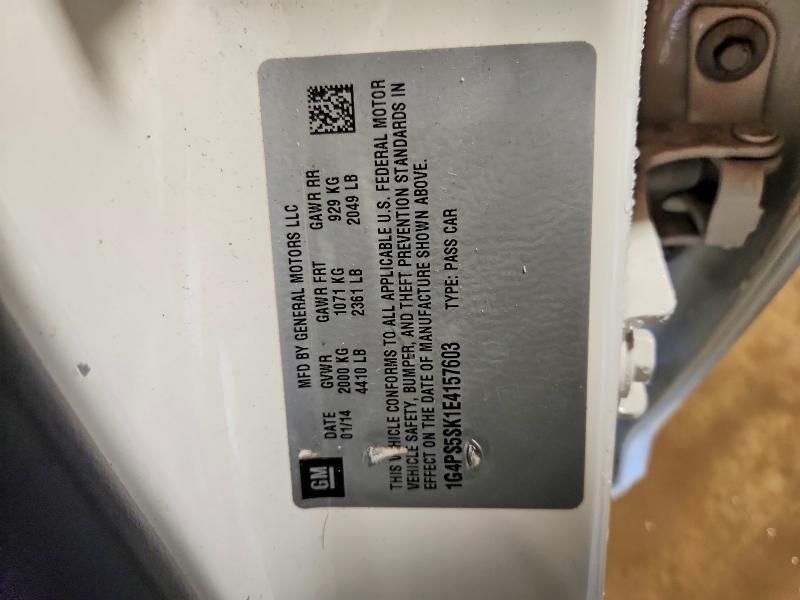 GM
MFD BY GENERAL MOTORS LLC
DATE GVWR GAWR FRT GAWR RR
01/14 2000 KG 1071 KG 929 KG
4410 LB 2361 LB 2049 LB
THIS VEHICLE CONFORMS TO ALL APPLICABLE U.S. FEDERAL MOTOR
VEHICLE SAFETY, BUMPER, AND THEFT PREVENTION STANDARDS IN
EFFECT ON THE DATE OF MANUFACTURE SHOWN ABOVE.
1G4PS5SK1E4157603 TYPE: PASS CAR